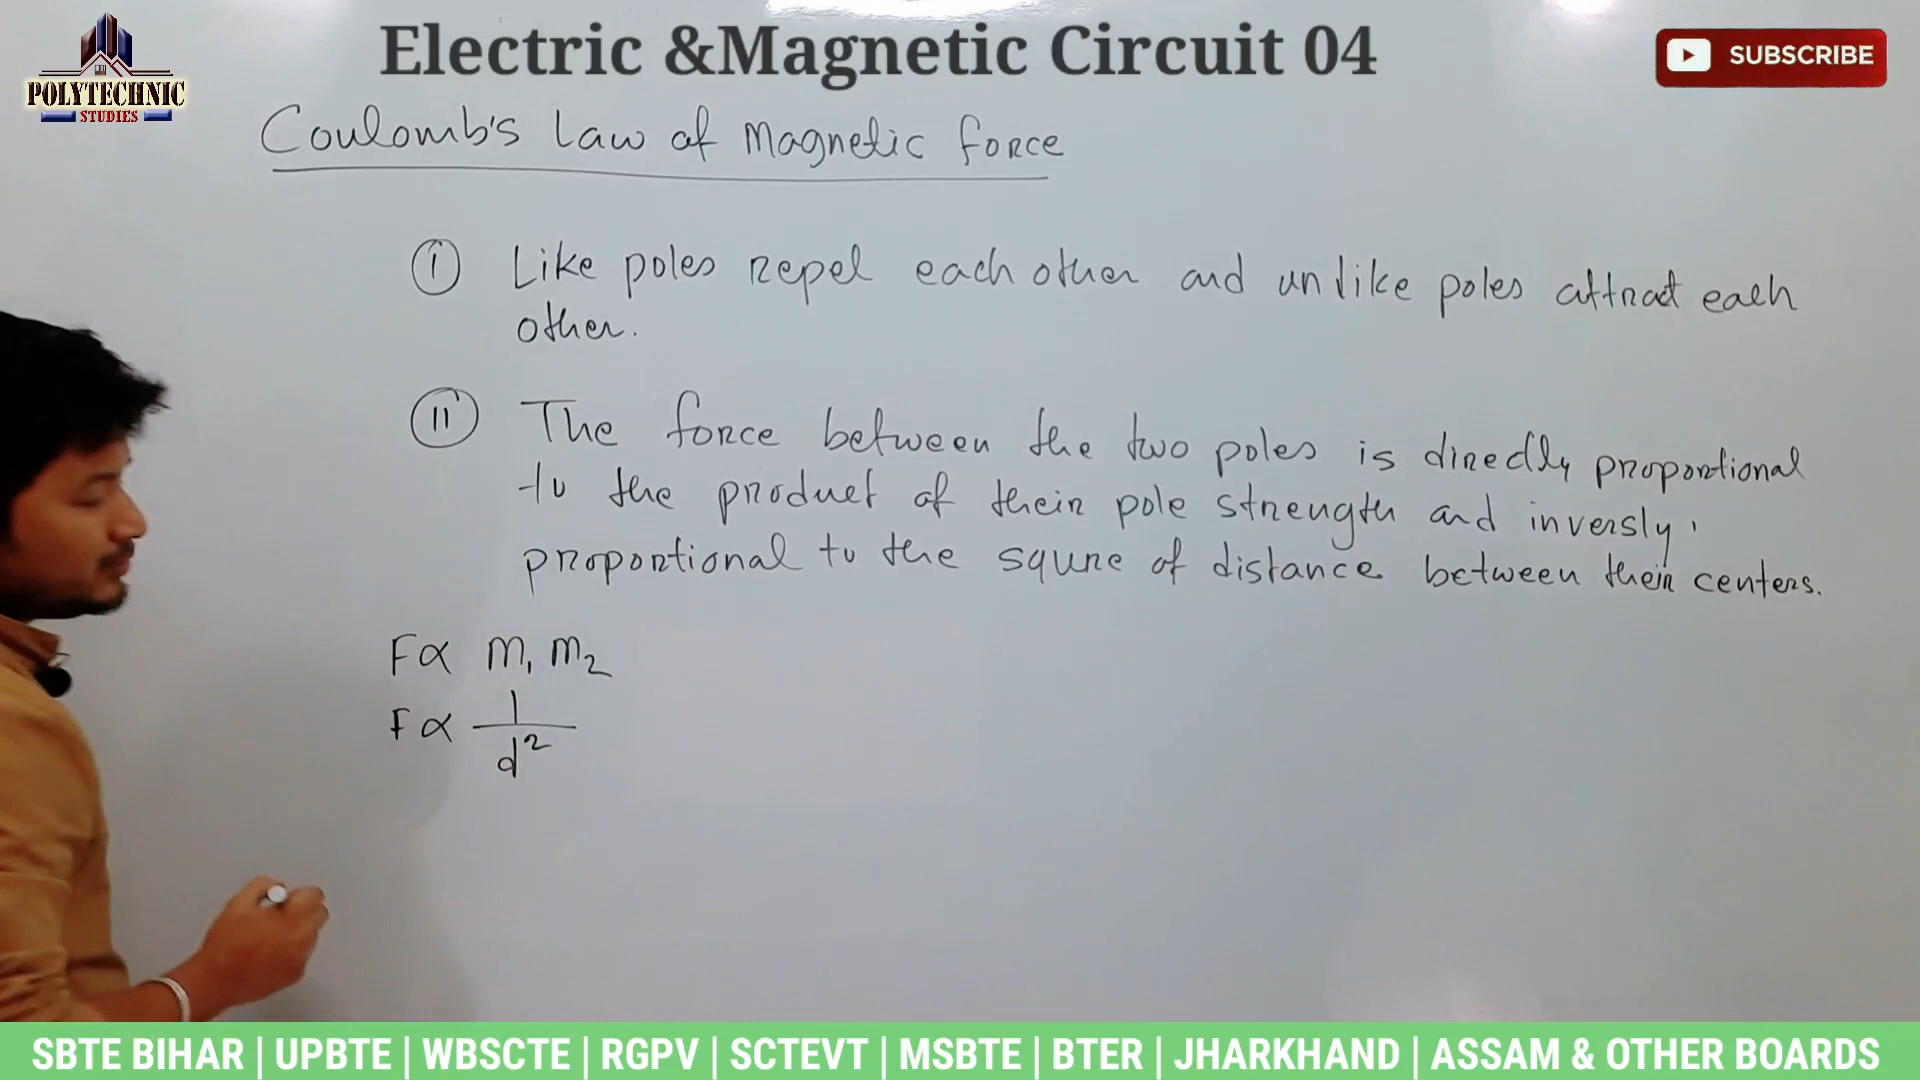 Electric &Magnetic Circuit 04
SUBSCRIBE
POLYTECHNIC
STUDIES
Coulomb's Law of Magnetic force
(i) Like poles repel each other and unlike poles attract each
other.
(ii) The force between the two poles is directly proportional
to the product of their pole strength and inversly
proportional to the squre of distance between their centers.
F ∝ m₁ m₂
F ∝ 1/d²
SBTE BIHAR | UPBTE | WBSCTE | RGPV | SCTEVT | MSBTE | BTER | JHARKHAND | ASSAM & OTHER BOARDS